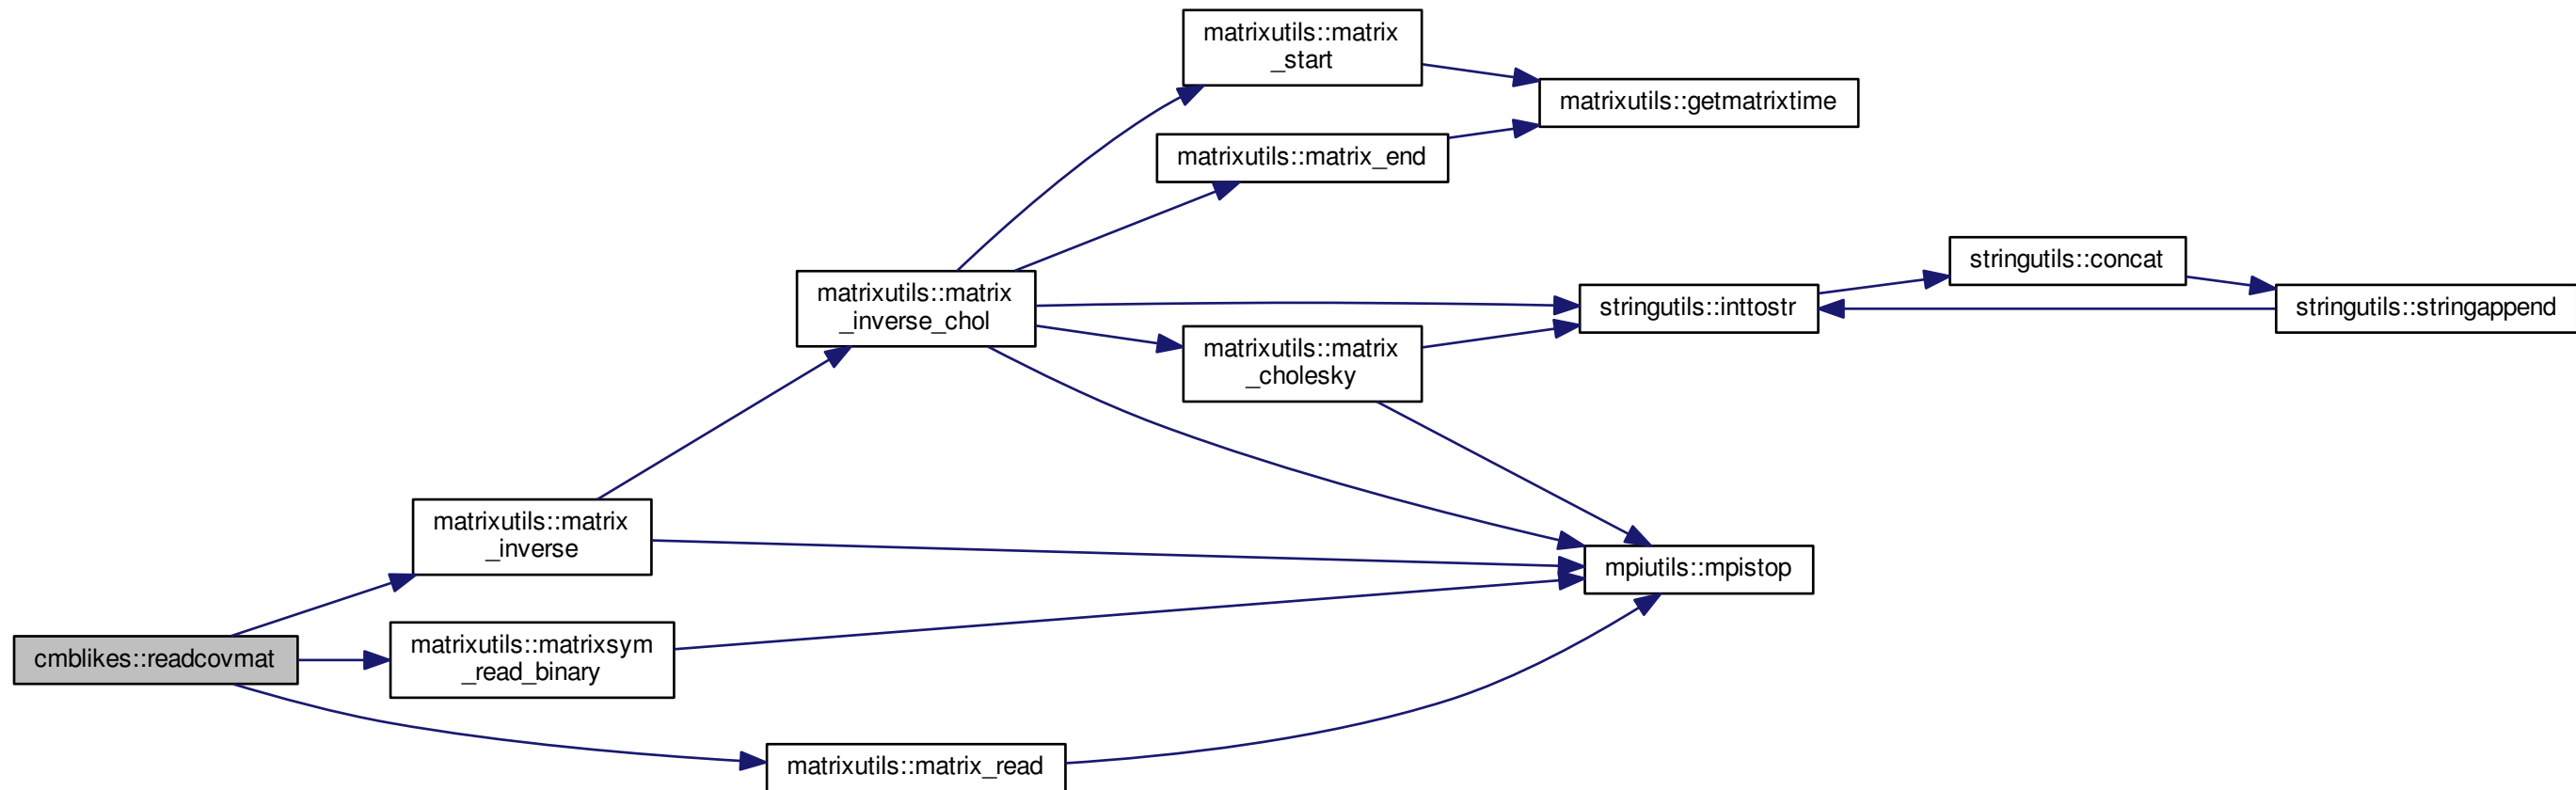 matrixutils::matrix
_start
matrixutils::getmatrixtime
matrixutils::matrix_end
stringutils::concat
matrixutils::matrix
_inverse_chol
stringutils::inttostr
stringutils::stringappend
matrixutils::matrix
_cholesky
matrixutils::matrix
_inverse
mpiutils::mpistop
cmblikes::readcovmat
matrixutils::matrixsym
_read_binary
matrixutils::matrix_read